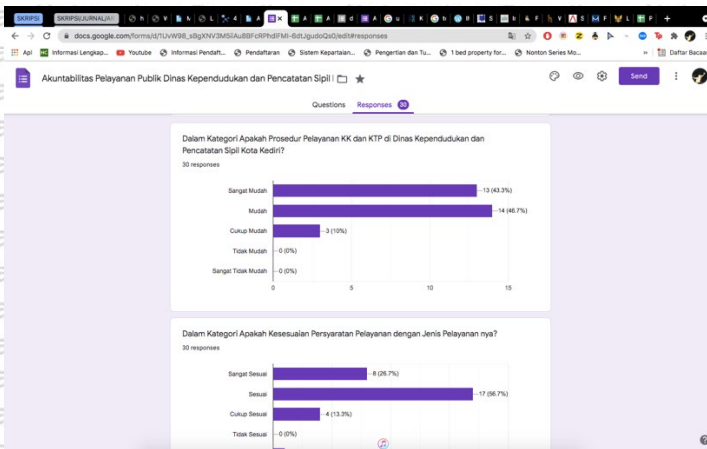 SKRIPSI
SKRIPSI/JURNAL/AR
docs.google.com/forms/d/1UvW98_sBgXNV3M5IAuBBFcRPhdIFMI-6dtJgudoQs0/edit#responses
Api
Informasi Lengkap...
Youtube
Informasi Pendaft...
Pendaftaran
Sistem Kepartaian...
Pengertian dan Tu...
1 bed property for...
Nonton Series Mo...
Daftar Bacaan
Akuntabilitas Pelayanan Publik Dinas Kependudukan dan Pencatatan Sipil
Send
Questions Responses 30
Dalam Kategori Apakah Prosedur Pelayanan KK dan KTP di Dinas Kependudukan dan
Pencatatan Sipil Kota Kediri?
30 responses
Sangat Mudah 13 (43.3%)
Mudah 14 (46.7%)
Cukup Mudah 3 (10%)
Tidak Mudah 0 (0%)
Sangat Tidak Mudah 0 (0%)
0 5 10 15
Dalam Kategori Apakah Kesesuaian Persyaratan Pelayanan dengan Jenis Pelayanan nya?
30 responses
Sangat Sesuai 8 (26.7%)
Sesuai 17 (56.7%)
Cukup Sesuai 4 (13.3%)
Tidak Sesuai 0 (0%)